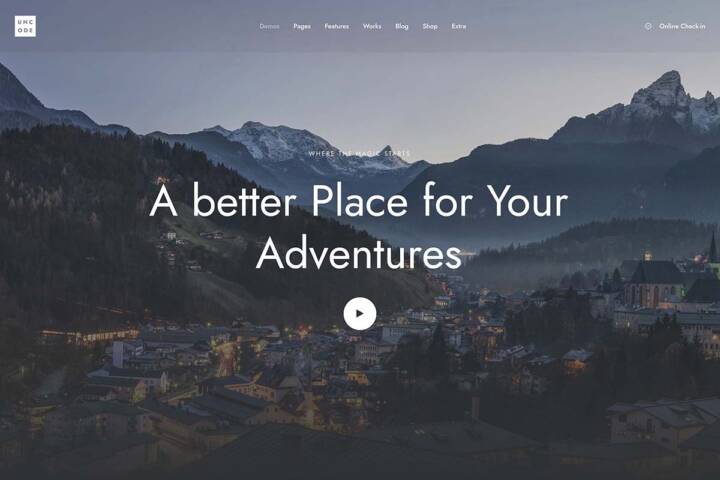 UNC
ODE
Demos
Pages
Features
Works
Blog
Shop
Extra
Online Check-in
WHERE THE MAGIC STARTS
A better Place for Your
Adventures